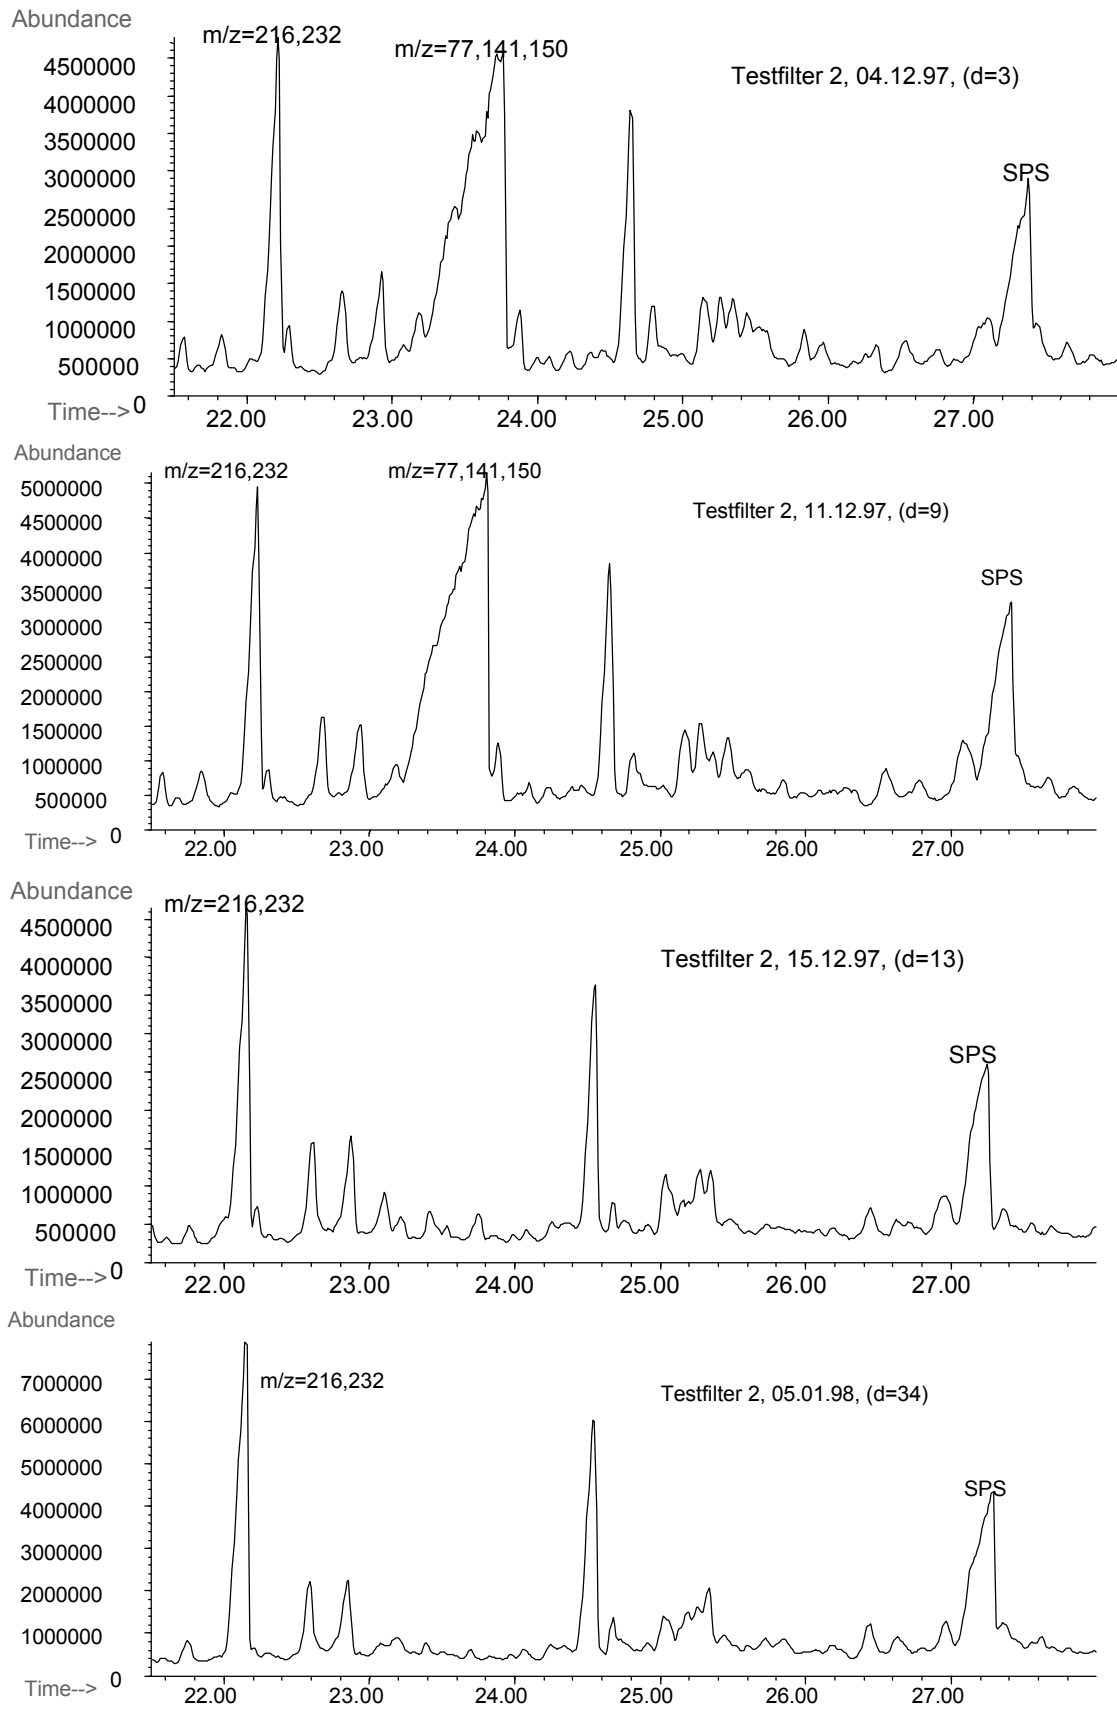 Abundance
m/z=216,232
m/z=77,141,150
Testfilter 2, 04.12.97, (d=3)
SPS
4500000
4000000
3500000
3000000
2500000
2000000
1500000
1000000
500000
Time-->0
22.00 23.00 24.00 25.00 26.00 27.00
Abundance
m/z=216,232
m/z=77,141,150
Testfilter 2, 11.12.97, (d=9)
SPS
5000000
4500000
4000000
3500000
3000000
2500000
2000000
1500000
1000000
500000
Time--> 0
22.00 23.00 24.00 25.00 26.00 27.00
Abundance
m/z=216,232
Testfilter 2, 15.12.97, (d=13)
SPS
4500000
4000000
3500000
3000000
2500000
2000000
1500000
1000000
500000
Time-->0
22.00 23.00 24.00 25.00 26.00 27.00
Abundance
m/z=216,232
Testfilter 2, 05.01.98, (d=34)
SPS
7000000
6000000
5000000
4000000
3000000
2000000
1000000
Time--> 0
22.00 23.00 24.00 25.00 26.00 27.00